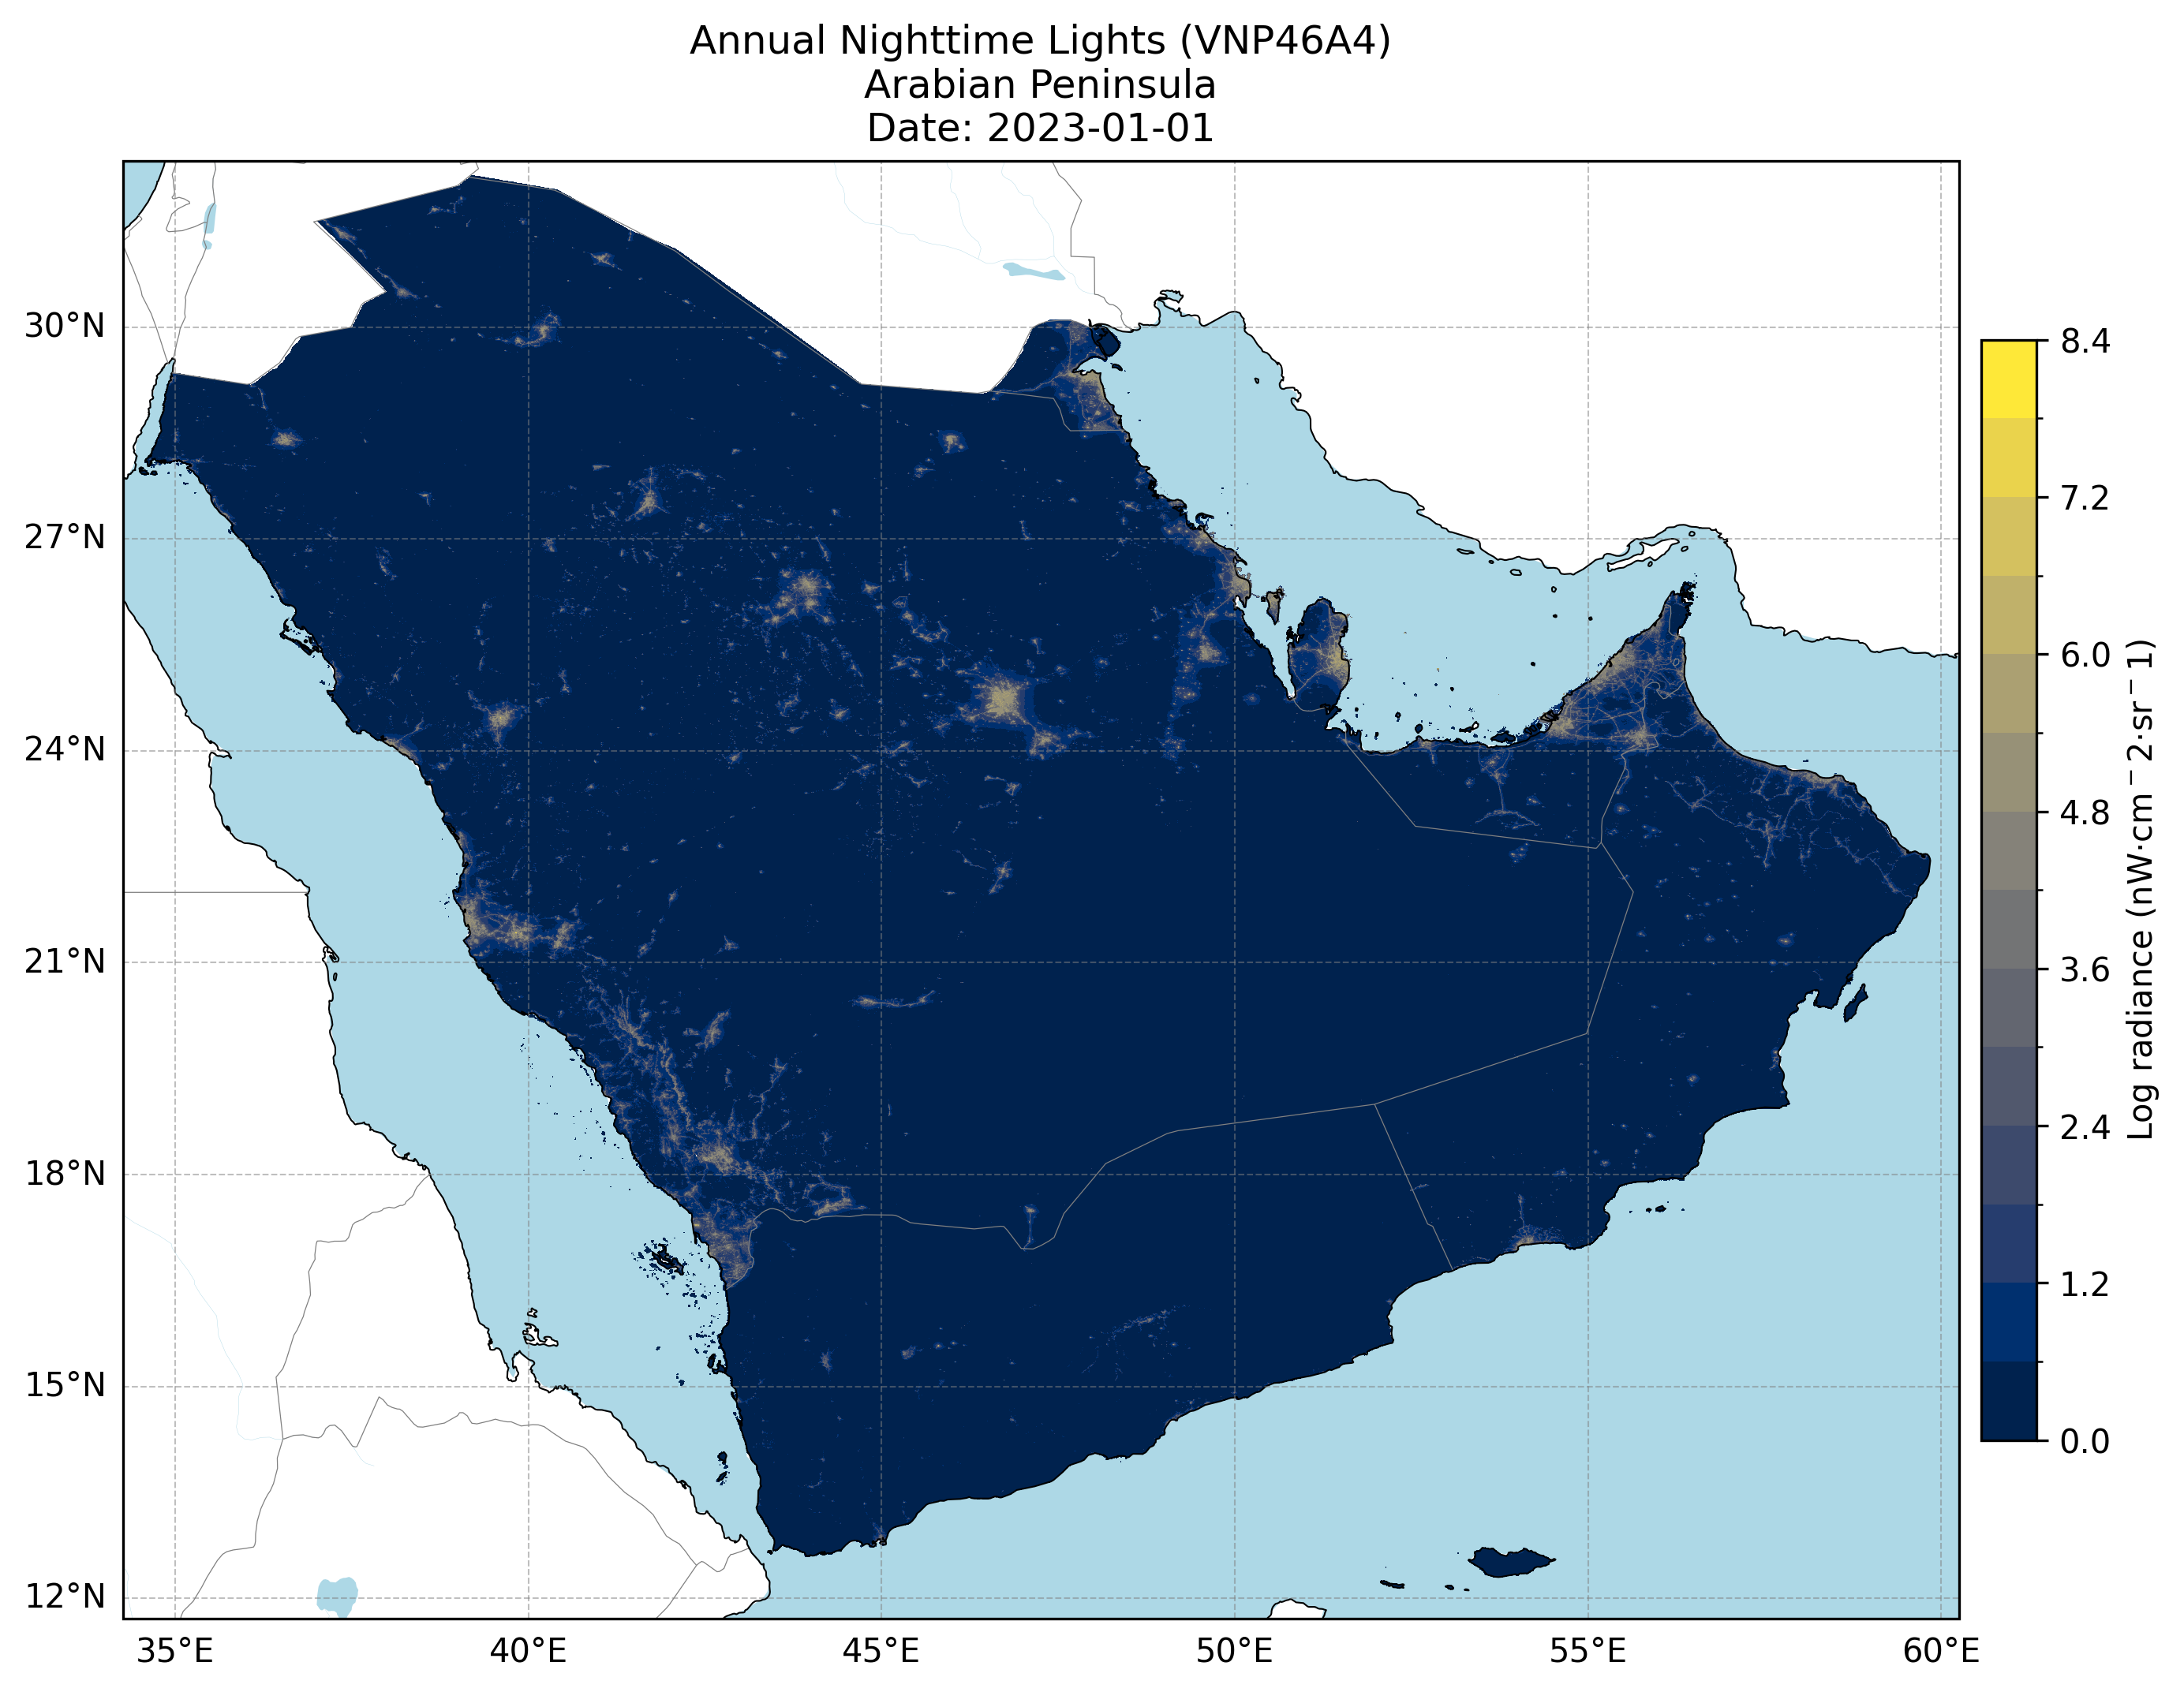 Annual Nighttime Lights (VNP46A4)
Arabian Peninsula
Date: 2023-01-01
30°N
27°N
24°N
21°N
18°N
15°N
12°N
35°E
40°E
45°E
50°E
55°E
60°E
8.4
7.2
6.0
4.8
3.6
2.4
1.2
0.0
Log radiance (nW·cm⁻2·sr⁻1)